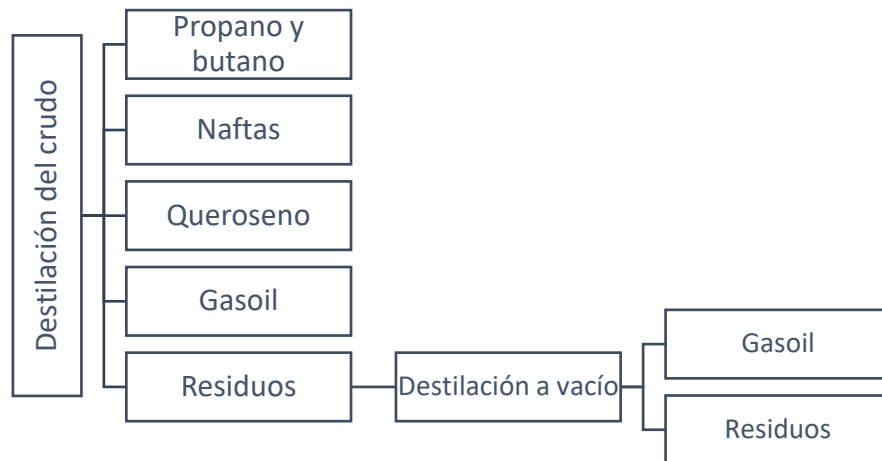 Destilación del crudo
Propano y
butano
Naftas
Queroseno
Gasoil
Residuos
Destilación a vacío
Gasoil
Residuos